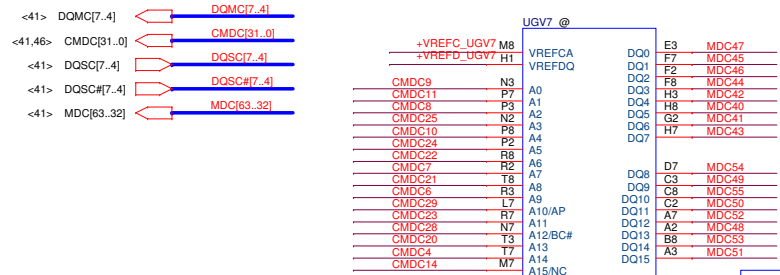 <41> DQMC[7..4] DQMC[7..4]
<41,46> CMDC[31..0] CMDC[31..0]
<41> DQSC[7..4] DQSC[7..4]
<41> DQSC#[7..4] DQSC#[7..4]
<41> MDC[63..32] MDC[63..32]
UGV7 @
+VREFC_UGV7 M8 VREFCA DQ0 E3 MDC47
+VREFD_UGV7 H1 VREFDQ DQ1 F7 MDC45
DQ2 F2 MDC46
CMDC9 N3 A0 DQ3 F8 MDC44
CMDC11 P7 A1 DQ4 H3 MDC42
CMDC8 P3 A2 DQ5 H8 MDC40
CMDC25 N2 A3 DQ6 G2 MDC41
CMDC10 P8 A4 DQ7 H7 MDC43
CMDC24 P2 A5
CMDC22 R8 A6
CMDC7 R2 A7 DQ8 D7 MDC54
CMDC21 T8 A8 DQ9 C3 MDC49
CMDC6 R3 A9 DQ10 C8 MDC55
CMDC29 L7 A10/AP DQ11 C2 MDC50
CMDC23 R7 A11 DQ12 A7 MDC52
CMDC28 N7 A12/BC# DQ13 A2 MDC48
CMDC20 T3 A13 DQ14 B8 MDC53
CMDC4 T7 A14 DQ15 A3 MDC51
CMDC14 M7 A15/NC